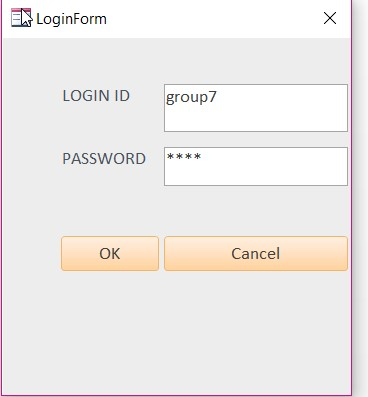 LoginForm
LOGIN ID group7
PASSWORD ****
OK Cancel